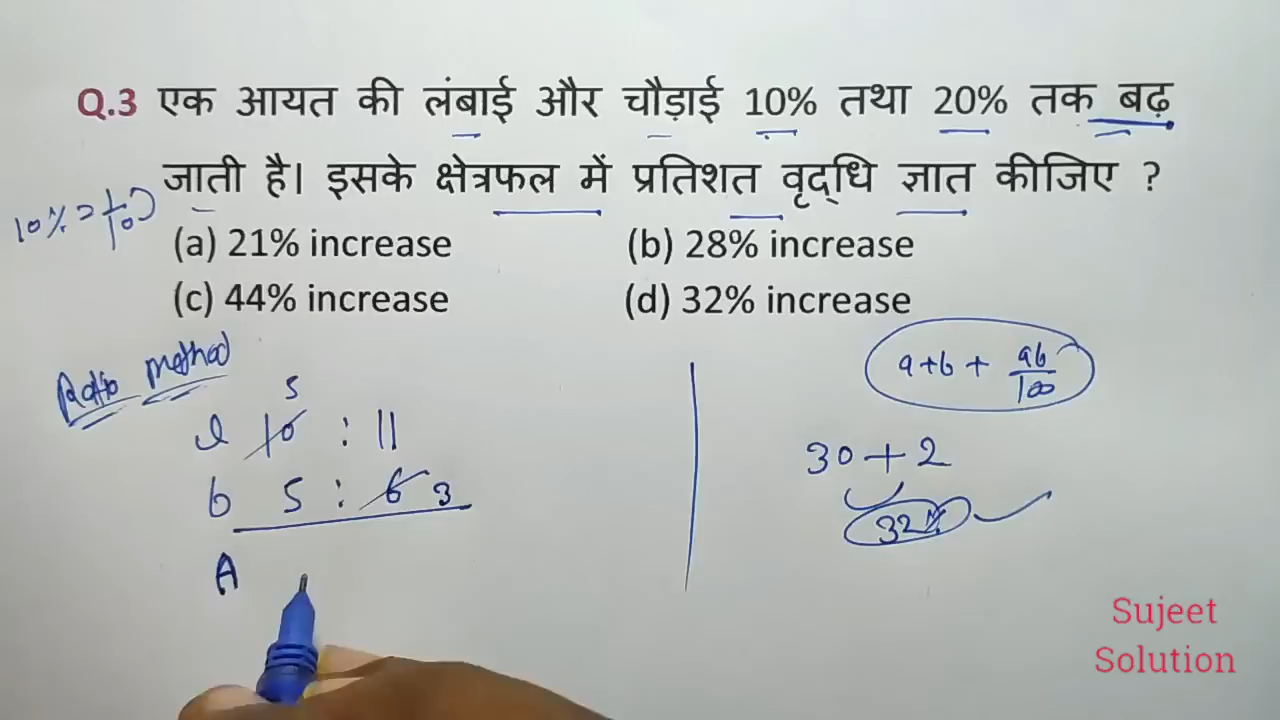 Q.3 एक आयत की लंबाई और चौड़ाई 10% तथा 20% तक बढ़
जाती है। इसके क्षेत्रफल में प्रतिशत वृद्धि ज्ञात कीजिए ?
10% = 1/10
(a) 21% increase
(b) 28% increase
(c) 44% increase
(d) 32% increase
Ratio Method
5
l 10 : 11
b 5 : 6 3
A
a+b + ab/100
30+2
32%
Sujeet
Solution